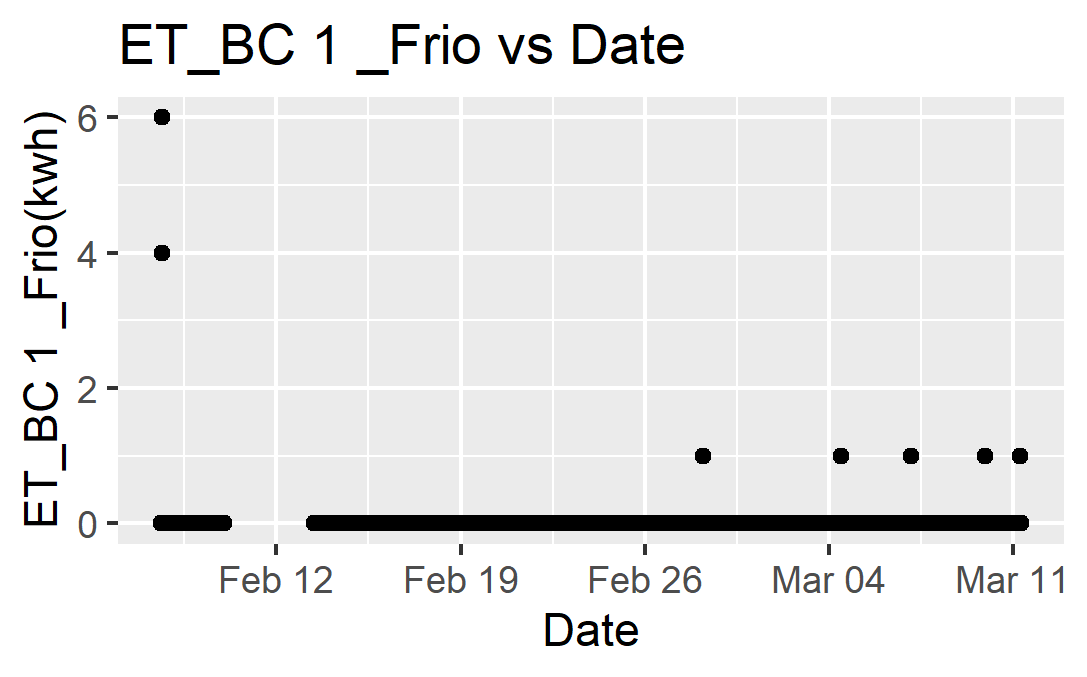 ET_BC 1 _Frio vs Date
ET_BC 1 _Frio(kwh)
6
4
2
0
Feb 12 Feb 19 Feb 26 Mar 04 Mar 11
Date